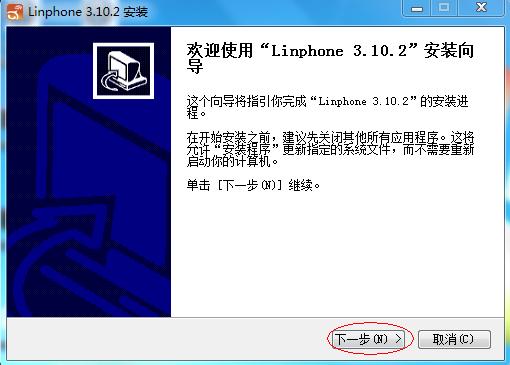 Linphone 3.10.2 安装
欢迎使用“Linphone 3.10.2”安装向
导
这个向导将指引你完成“Linphone 3.10.2”的安装进
程。
在开始安装之前，建议先关闭其他所有应用程序。这将
允许“安装程序”更新指定的系统文件，而不需要重新
启动你的计算机。
单击 [下一步(N)] 继续。
下一步(N) >
取消(C)